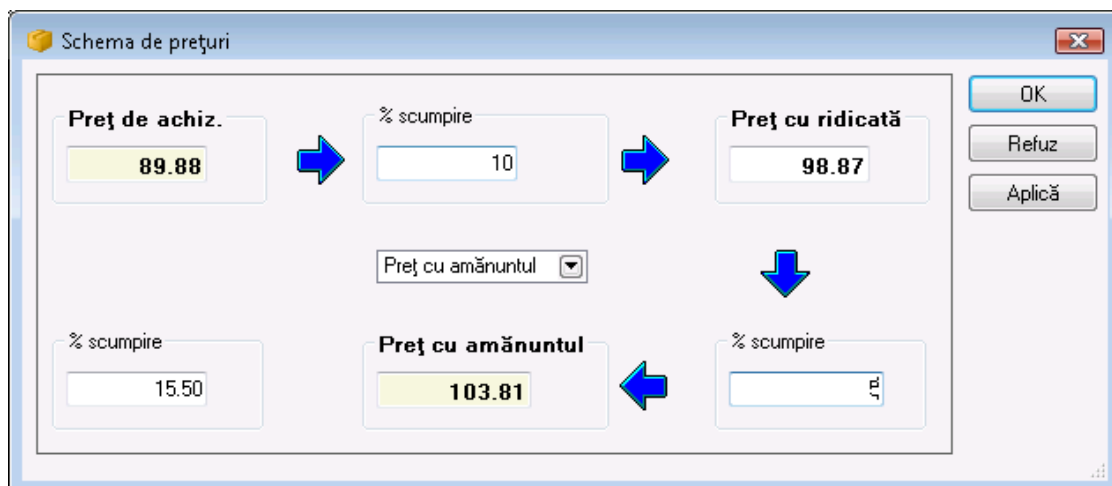 Schema de preţuri
Preţ de achiz.
89.88
% scumpire
10
Preţ cu ridicată
98.87
OK
Refuz
Aplică
Preţ cu amănuntul
% scumpire
15.50
Preţ cu amănuntul
103.81
% scumpire
5